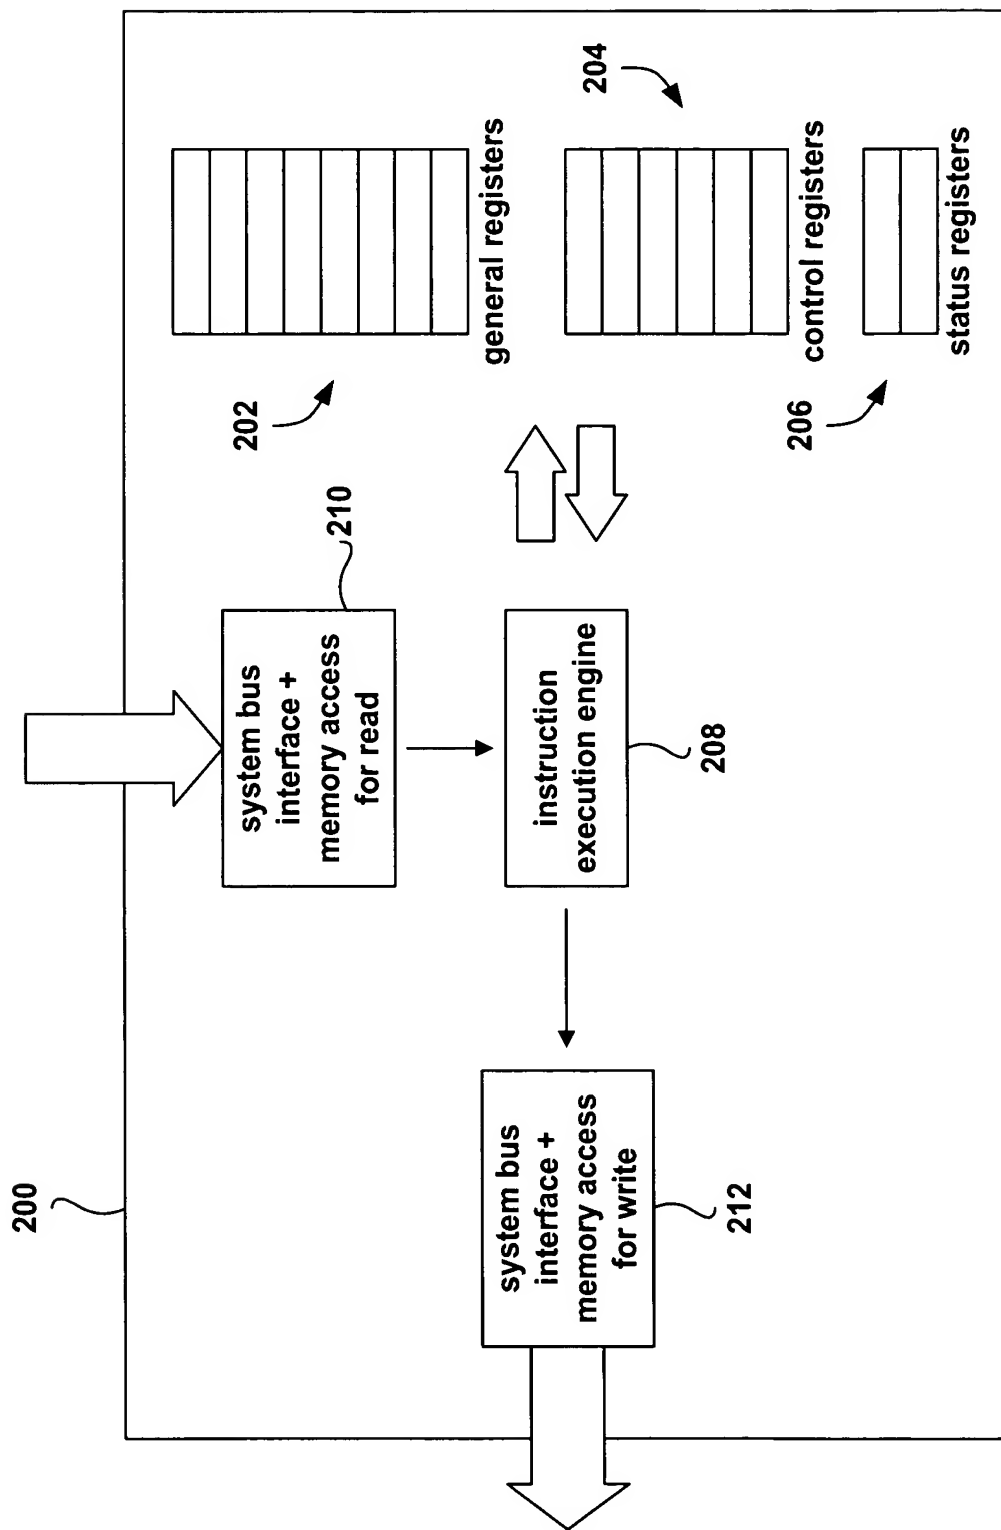 200
202
system bus
interface +
memory access
for read
210
general registers
204
system bus
interface +
memory access
for write
212
instruction
execution engine
208
control registers
206
status registers